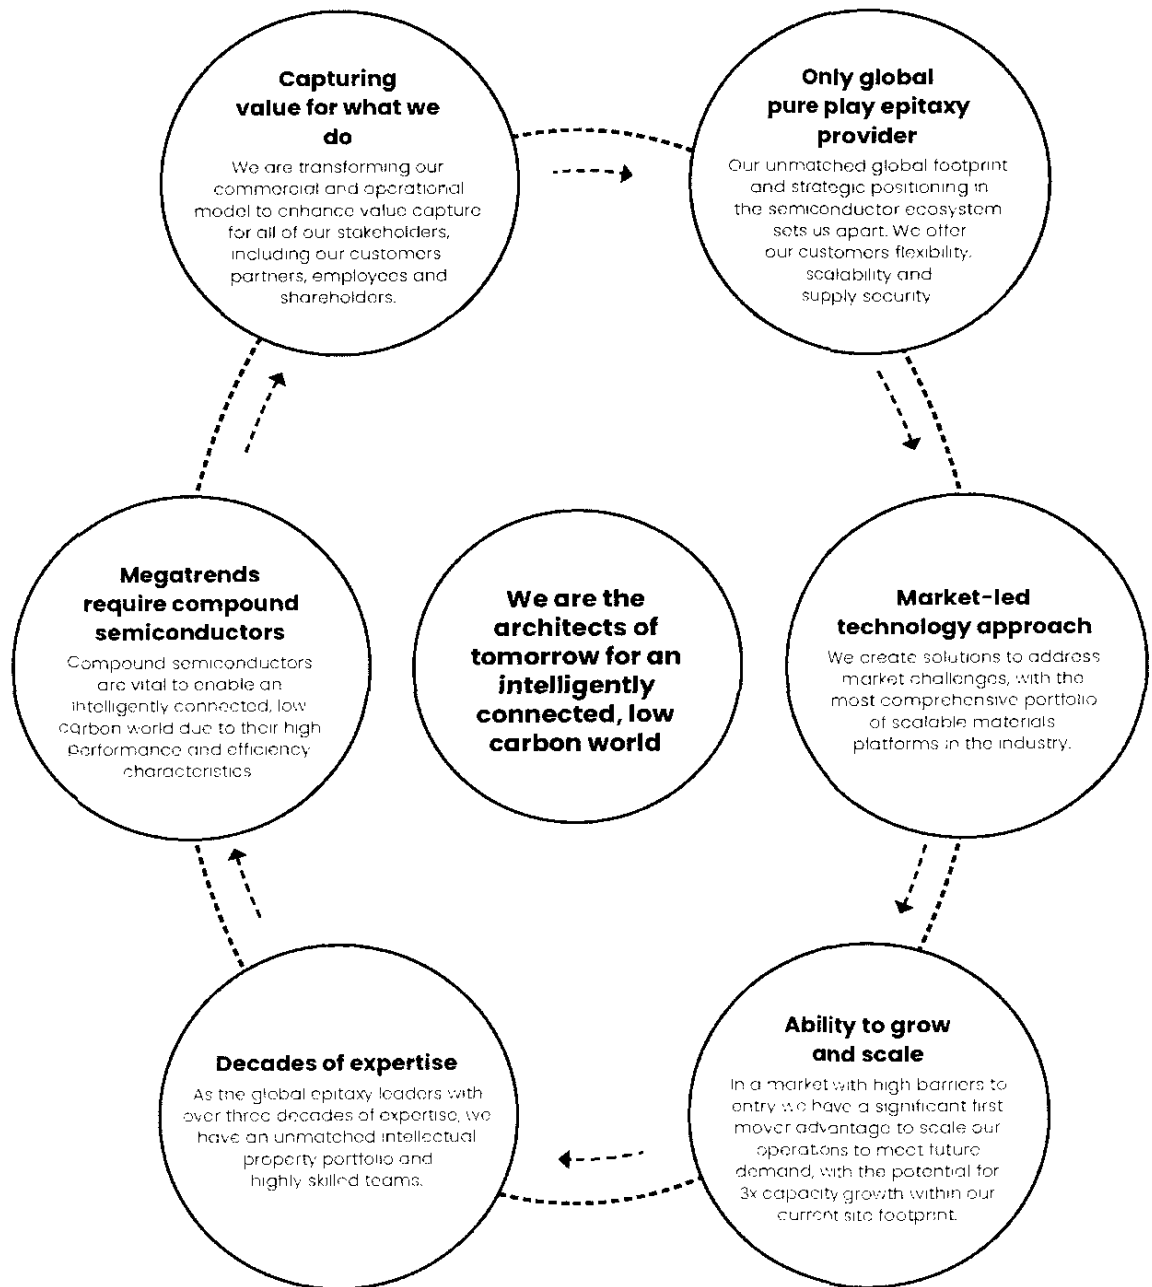 Capturing
value for what we
do
We are transforming our
commercial and operational
model to enhance value capture
for all of our stakeholders,
including our customers
partners, employees and
shareholders.
Only global
pure play epitaxy
provider
Our unmatched global footprint
and strategic positioning in
the semiconductor ecosystem
sets us apart. We offer
our customers flexibility,
scalability and
supply security
Market-led
technology approach
We create solutions to address
market challenges, with the
most comprehensive portfolio
of scalable materials
platforms in the industry.
Ability to grow
and scale
In a market with high barriers to
entry we have a significant first
mover advantage to scale our
operations to meet future
demand, with the potential for
3x capacity growth within our
current site footprint.
Decades of expertise
As the global epitaxy leaders with
over three decades of expertise, we
have an unmatched intellectual
property portfolio and
highly skilled teams.
Megatrends
require compound
semiconductors
Compound semiconductors
are vital to enable an
intelligently connected, low
carbon world due to their high
performance and efficiency
characteristics
We are the
architects of
tomorrow for an
intelligently
connected, low
carbon world